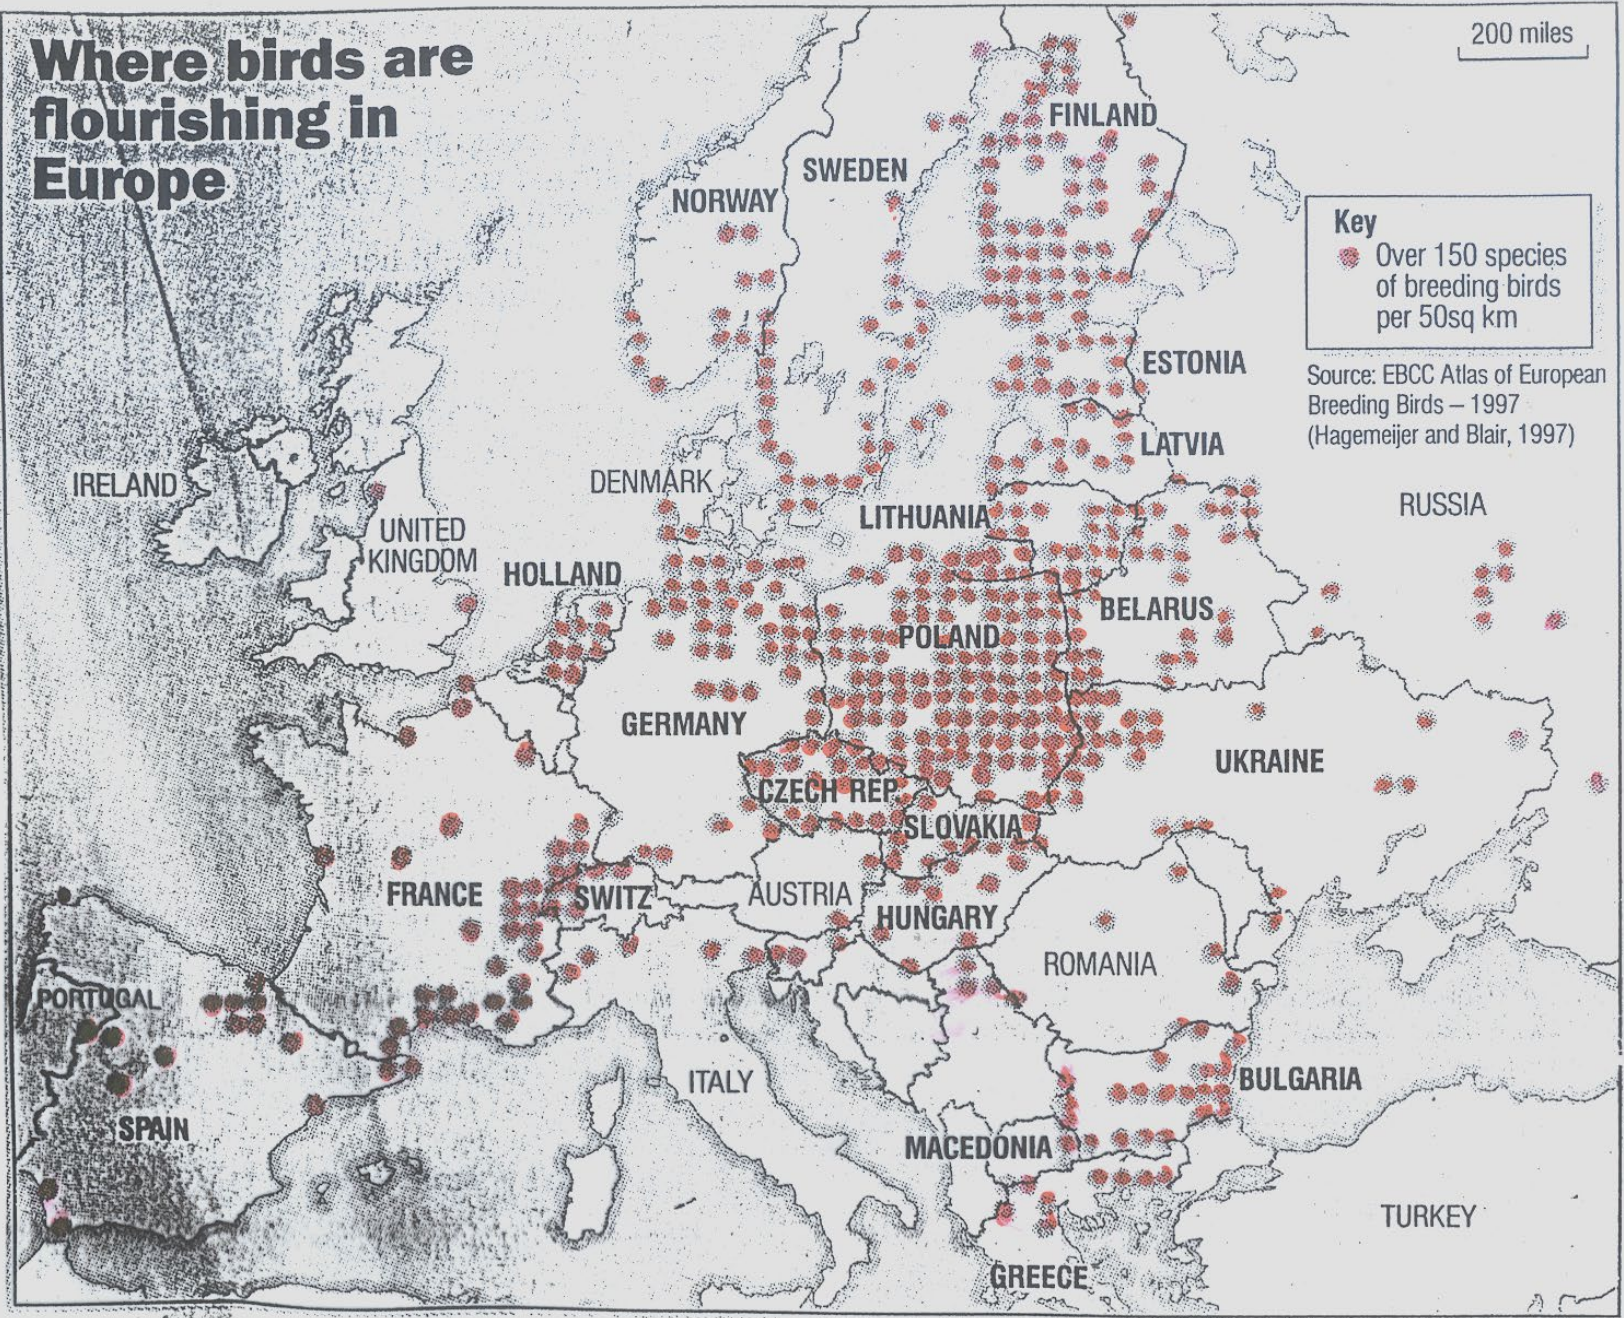 Where birds are
flourishing in
Europe
200 miles
FINLAND
SWEDEN
NORWAY
Key
Over 150 species
of breeding birds
per 50sq km
ESTONIA
Source: EBCC Atlas of European
Breeding Birds – 1997
(Hagemeijer and Blair, 1997)
LATVIA
IRELAND
DENMARK
RUSSIA
LITHUANIA
UNITED
KINGDOM
HOLLAND
BELARUS
POLAND
GERMANY
UKRAINE
CZECH REP.
SLOVAKIA
FRANCE
SWITZ
AUSTRIA
HUNGARY
ROMANIA
PORTUGAL
ITALY
BULGARIA
SPAIN
MACEDONIA
TURKEY
GREECE